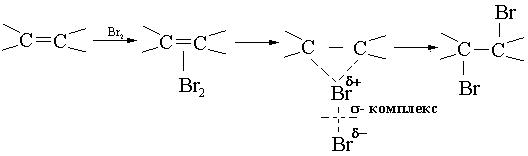 C=C Br₂ C=C Br₂ C – C Br δ+ σ- комплекс Br δ– Br C–C Br